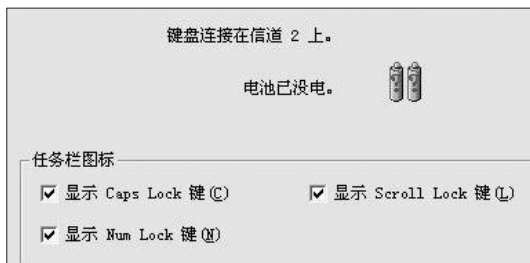 键盘连接在信道 2 上。
电池已没电。
任务栏图标
显示 Caps Lock 键(C) 显示 Scroll Lock 键(L)
显示 Num Lock 键(N)